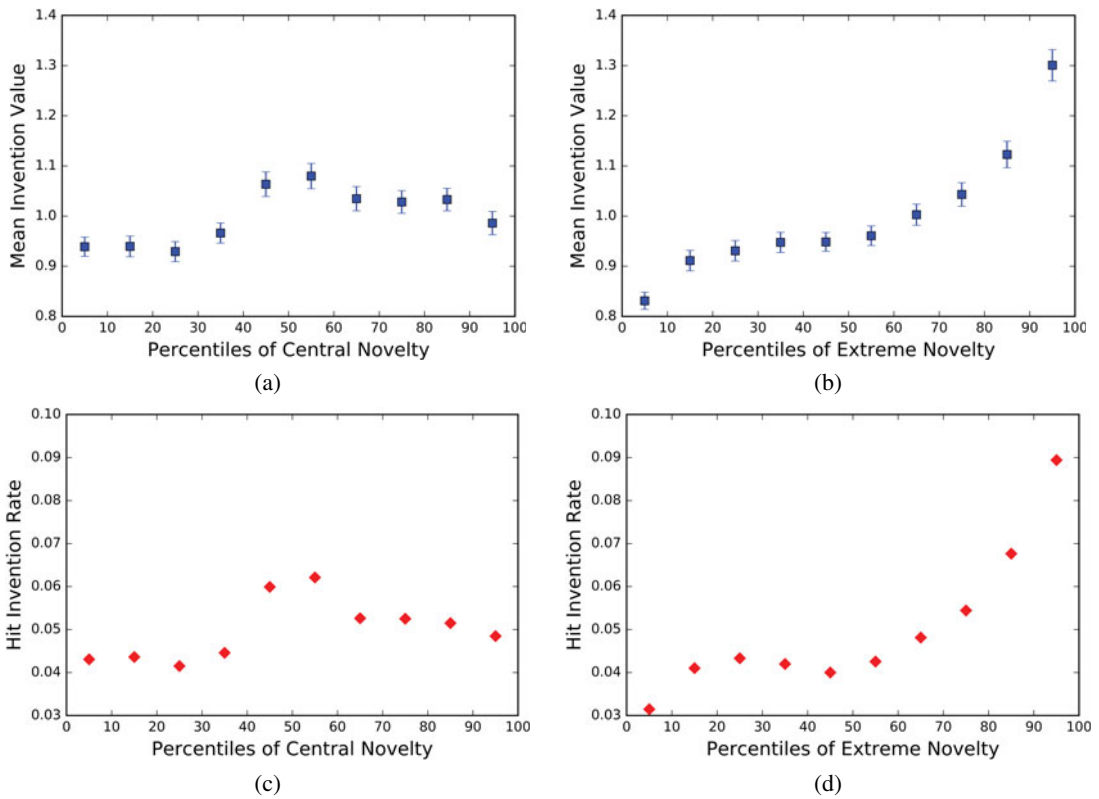 1.4
1.3
1.2
1.1
1.0
0.9
0.8
Mean Invention Value
0 10 20 30 40 50 60 70 80 90 100
Percentiles of Central Novelty
(a)
1.4
1.3
1.2
1.1
1.0
0.9
0.8
Mean Invention Value
0 10 20 30 40 50 60 70 80 90 100
Percentiles of Extreme Novelty
(b)
0.10
0.09
0.08
0.07
0.06
0.05
0.04
0.03
Hit Invention Rate
0 10 20 30 40 50 60 70 80 90 100
Percentiles of Central Novelty
(c)
0.10
0.09
0.08
0.07
0.06
0.05
0.04
0.03
Hit Invention Rate
0 10 20 30 40 50 60 70 80 90 100
Percentiles of Extreme Novelty
(d)